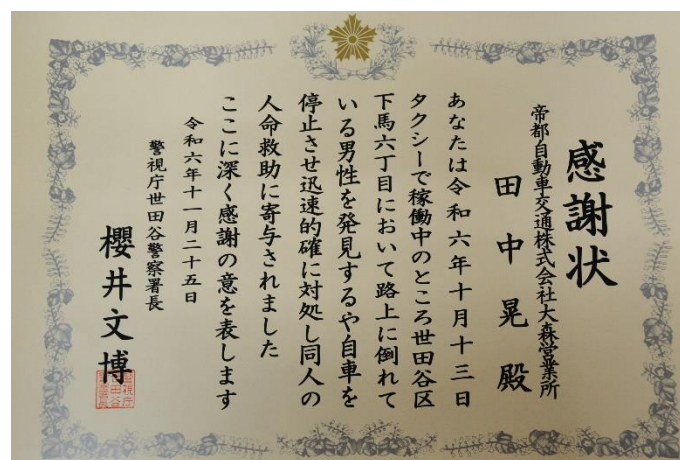 感謝状
帝都自動車交通株式会社大森営業所
田中晃殿
あなたは令和六年十月十三日
タクシーで稼働中のところ世田谷区
下馬六丁目において路上に倒れて
いる男性を発見するや自車を
停止させ迅速的確に対処し同人の
人命救助に寄与されました
ここに深く感謝の意を表します
令和六年十一月二十五日
警視庁世田谷警察署長
櫻井文博